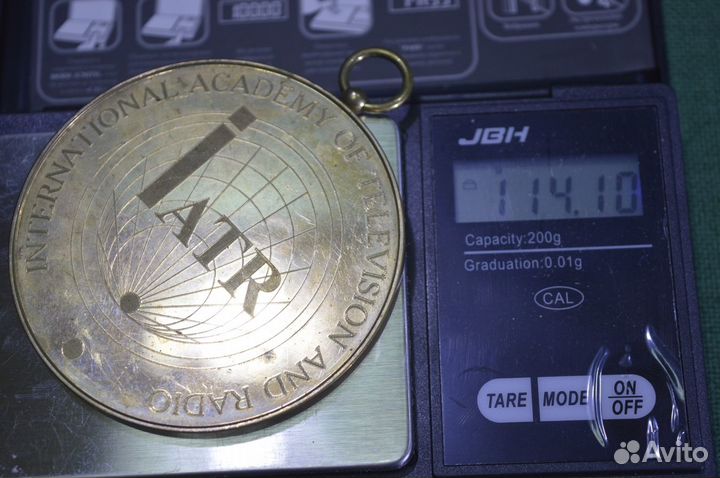 INTERNATIONAL ACADEMY OF TELEVISION AND RADIO
iATR
JBH
114.10
Capacity:200g
Graduation:0.01g
CAL
TARE
MODE
ON
OFF
Avito